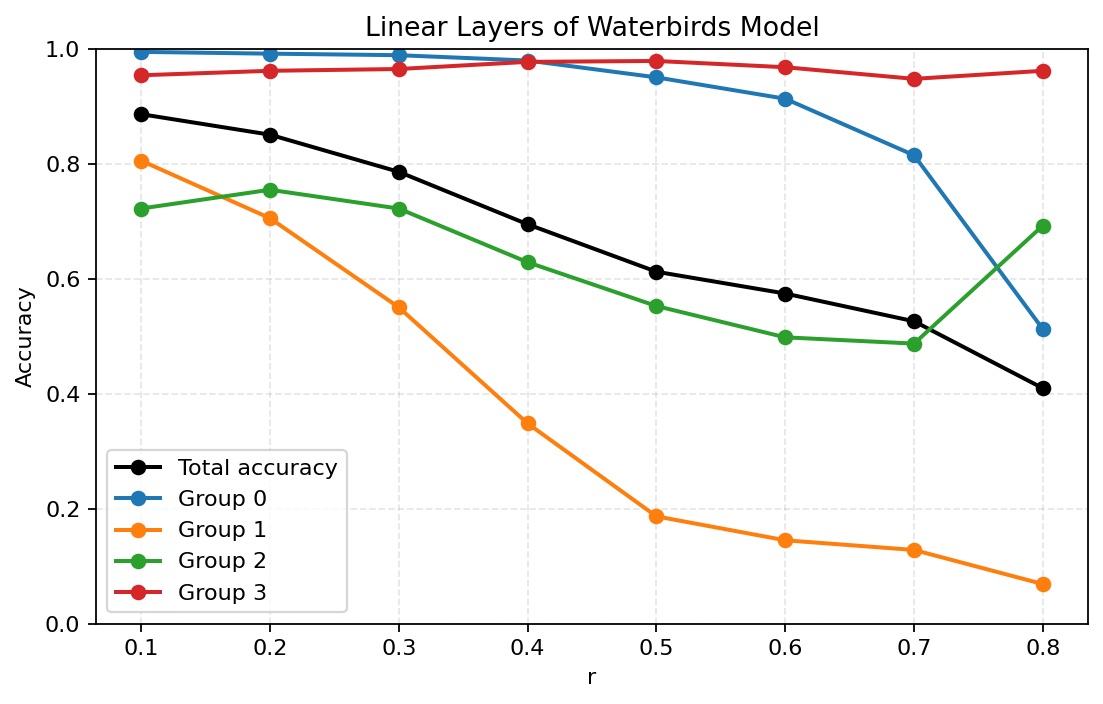 Linear Layers of Waterbirds Model
1.0
0.8
0.6
0.4
0.2
0.0
Accuracy
Total accuracy
Group 0
Group 1
Group 2
Group 3
0.1 0.2 0.3 0.4 0.5 0.6 0.7 0.8
r